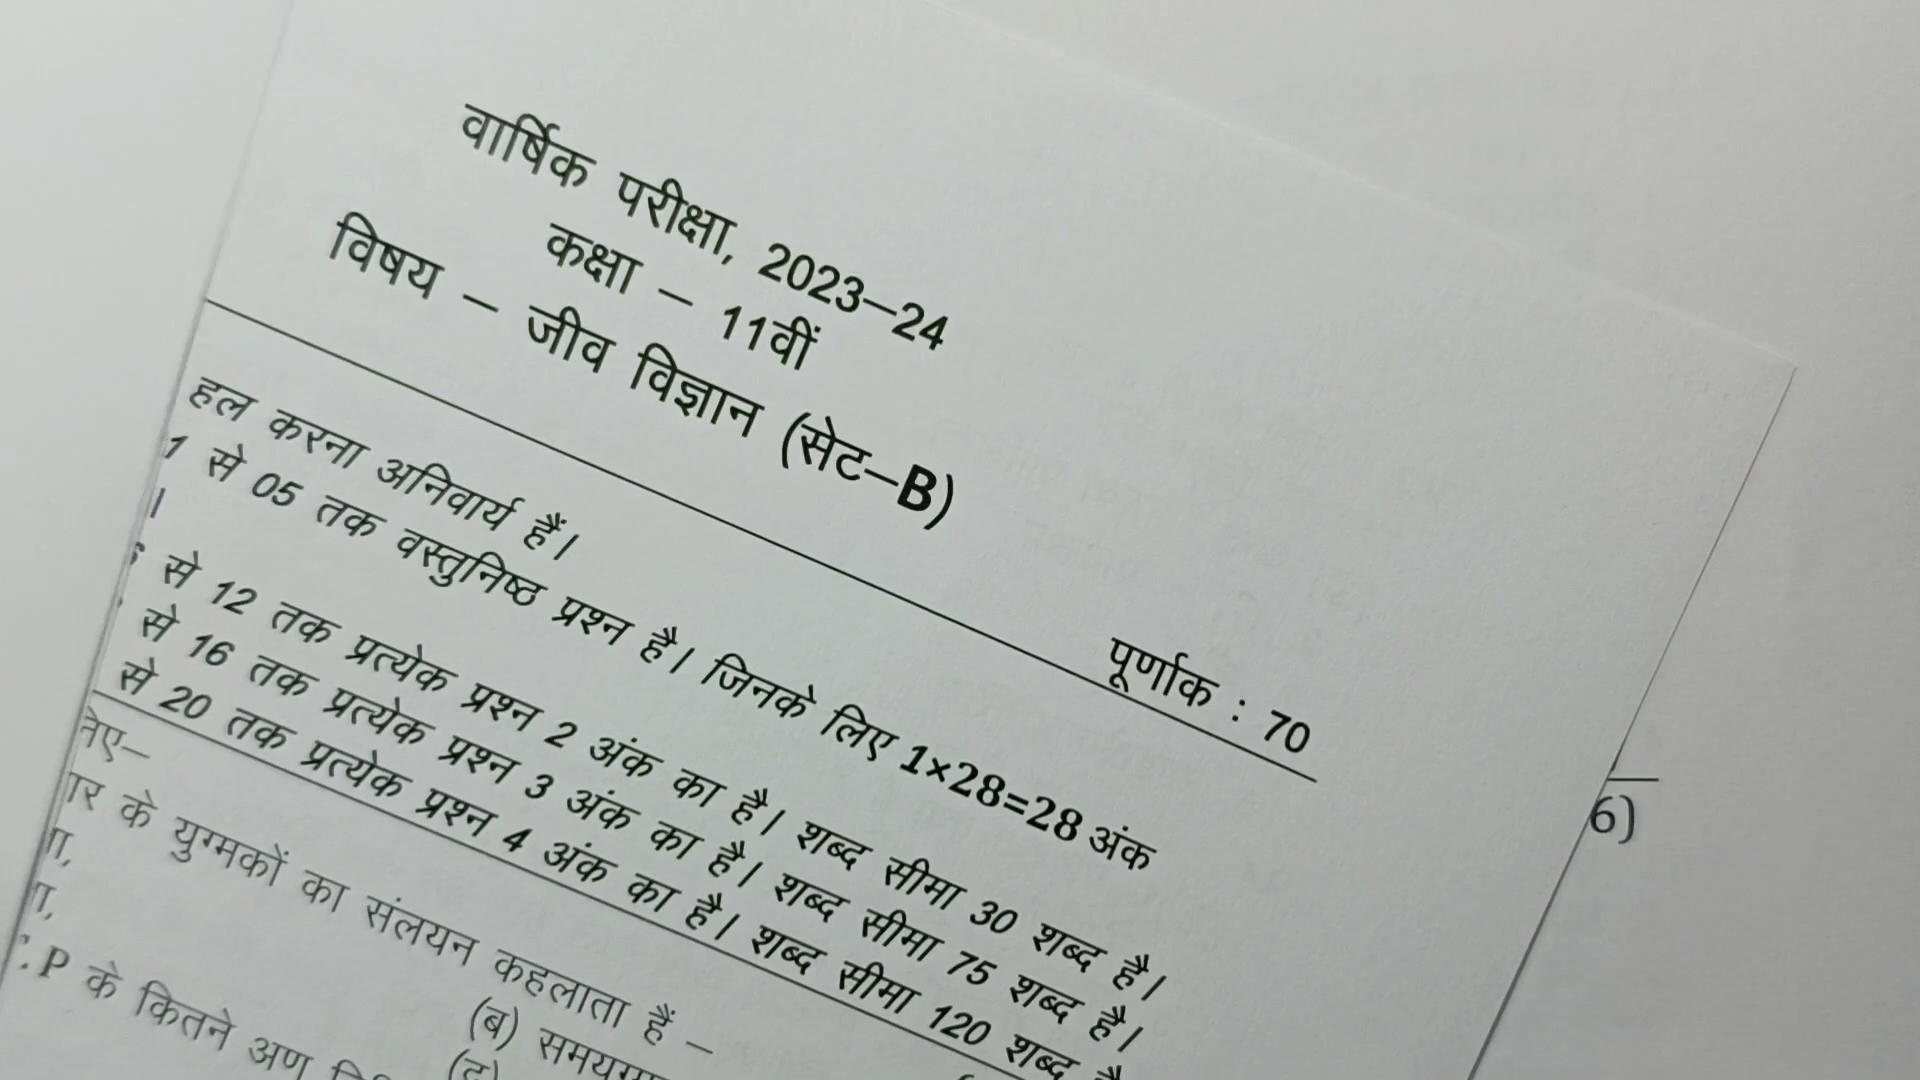 वार्षिक परीक्षा, 2023–24
कक्षा – 11वीं
विषय – जीव विज्ञान (सेट–B)
पूर्णाक : 70
हल करना अनिवार्य हैं।
1 से 05 तक वस्तुनिष्ठ प्रश्न है। जिनके लिए 1×28=28 अंक
।
से 12 तक प्रत्येक प्रश्न 2 अंक का है। शब्द सीमा 30 शब्द है।
से 16 तक प्रत्येक प्रश्न 3 अंक का है। शब्द सीमा 75 शब्द है।
से 20 तक प्रत्येक प्रश्न 4 अंक का है। शब्द सीमा 120 शब्द
के युग्मकों का संलयन कहलाता हैं –
(ब)
P के कितने
(द)
6)